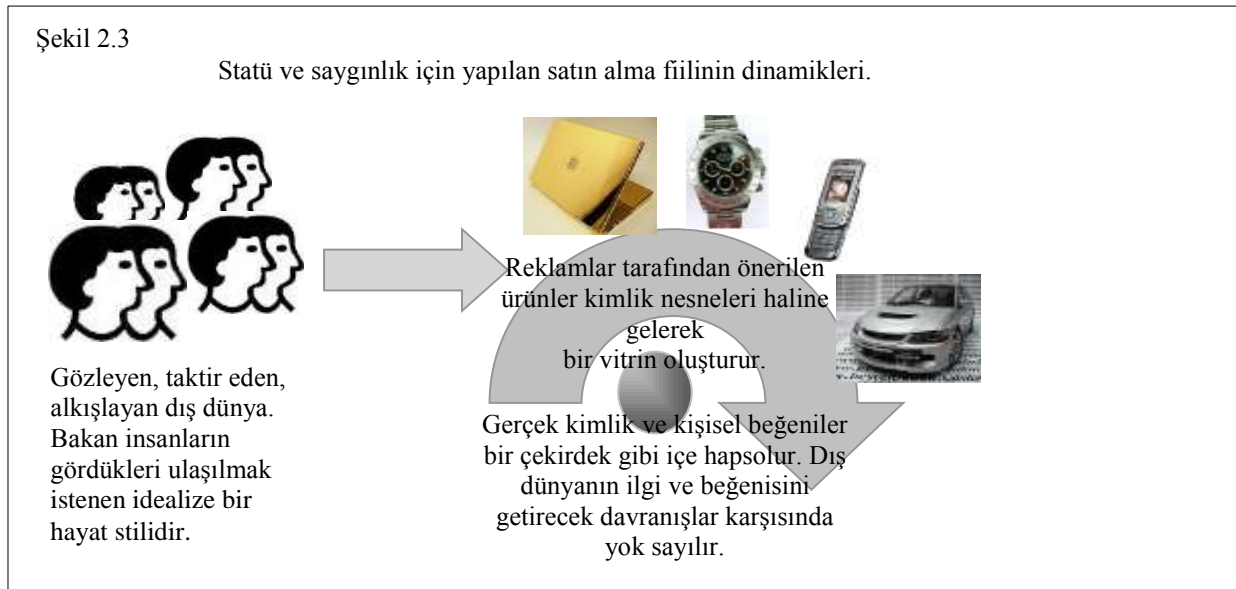 Şekil 2.3
Statü ve saygınlık için yapılan satın alma fiilinin dinamikleri.
Reklamlar tarafından önerilen
ürünler kimlik nesneleri haline
gelerek
bir vitrin oluşturur.
Gözleyen, taktir eden,
alkışlayan dış dünya.
Bakan insanların
gördükleri ulaşılmak
istenen idealize bir
hayat stilidir.
Gerçek kimlik ve kişisel beğeniler
bir çekirdek gibi içe hapsolur. Dış
dünyanın ilgi ve beğenisini
getirecek davranışlar karşısında
yok sayılır.